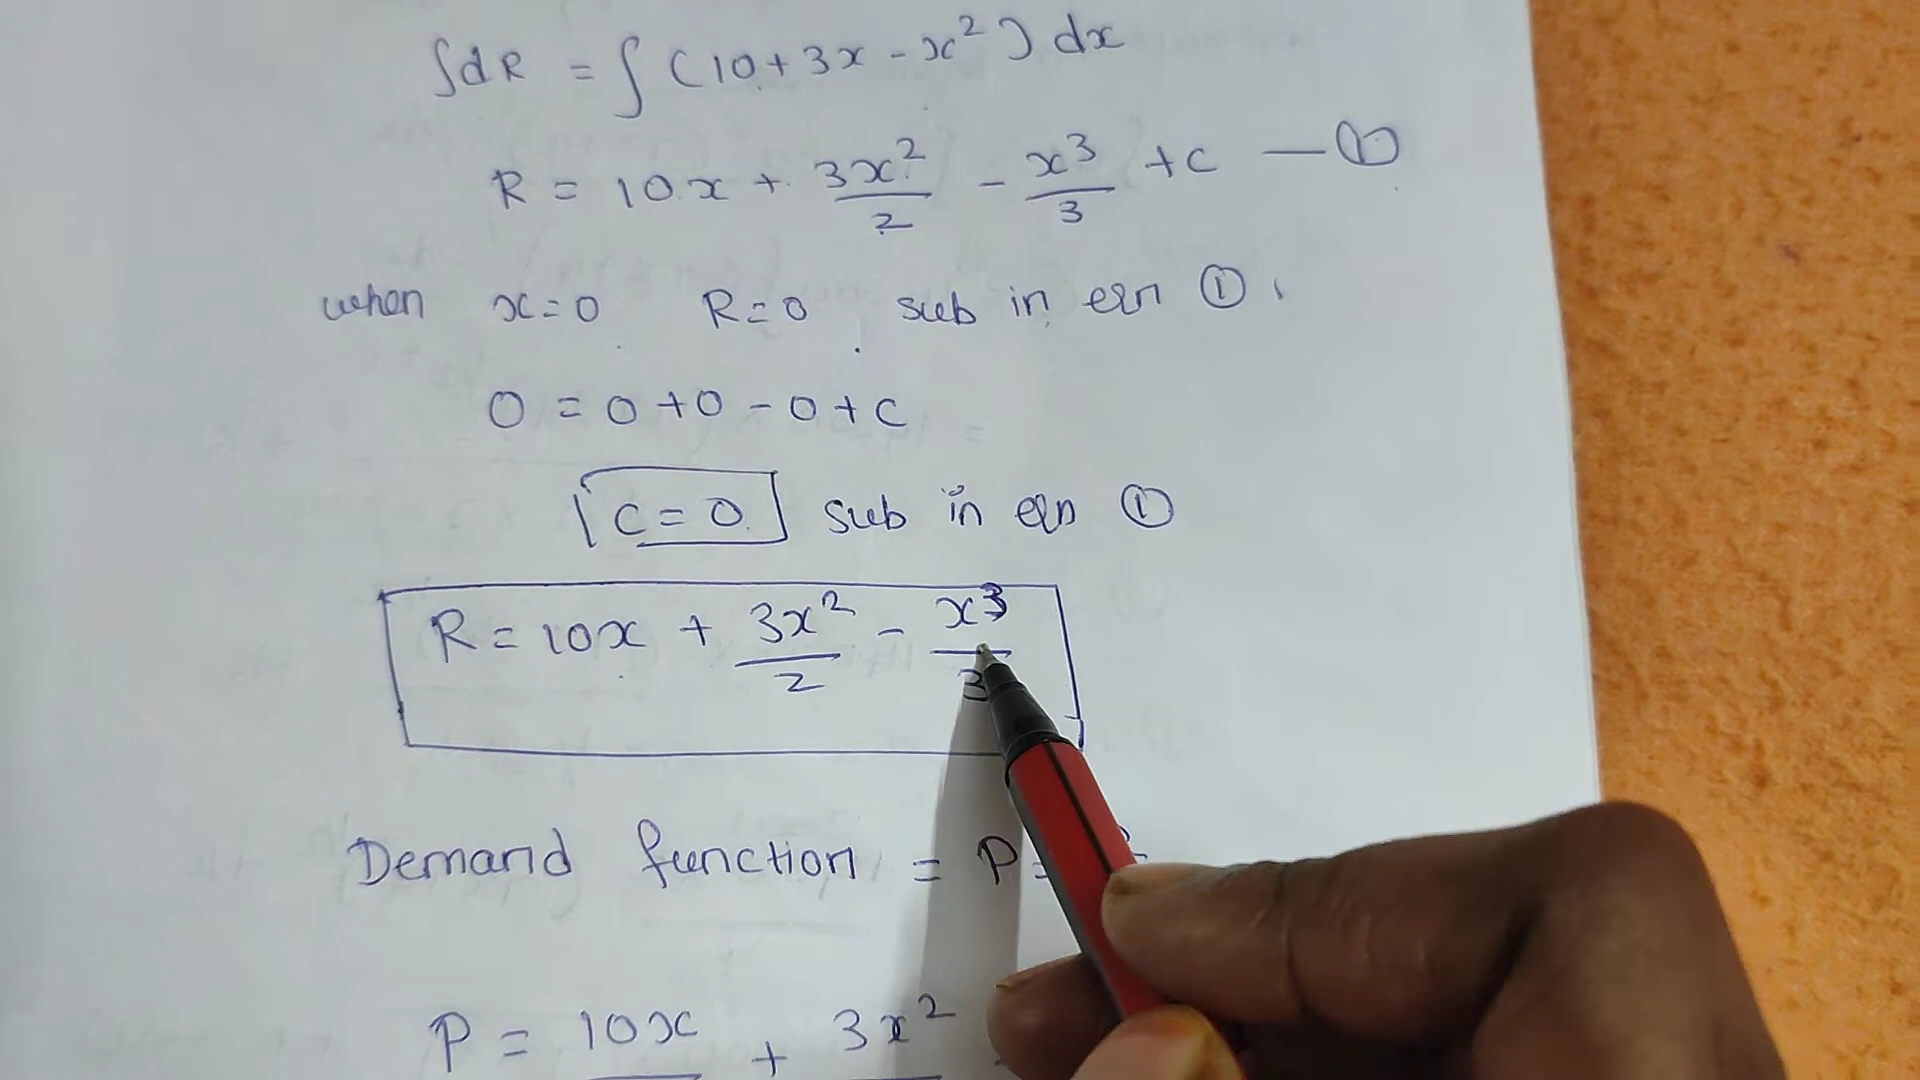 ∫dR = ∫(10+3x-x²)dx
R = 10x + 3x²/2 - x³/3 + c — ①
when x=0 R=0 sub in eqn ①,
0 = 0+0-0+c
c=0 sub in eqn ①
R = 10x + 3x²/2 - x³/3
Demand function = P =
P = 10x + 3x²